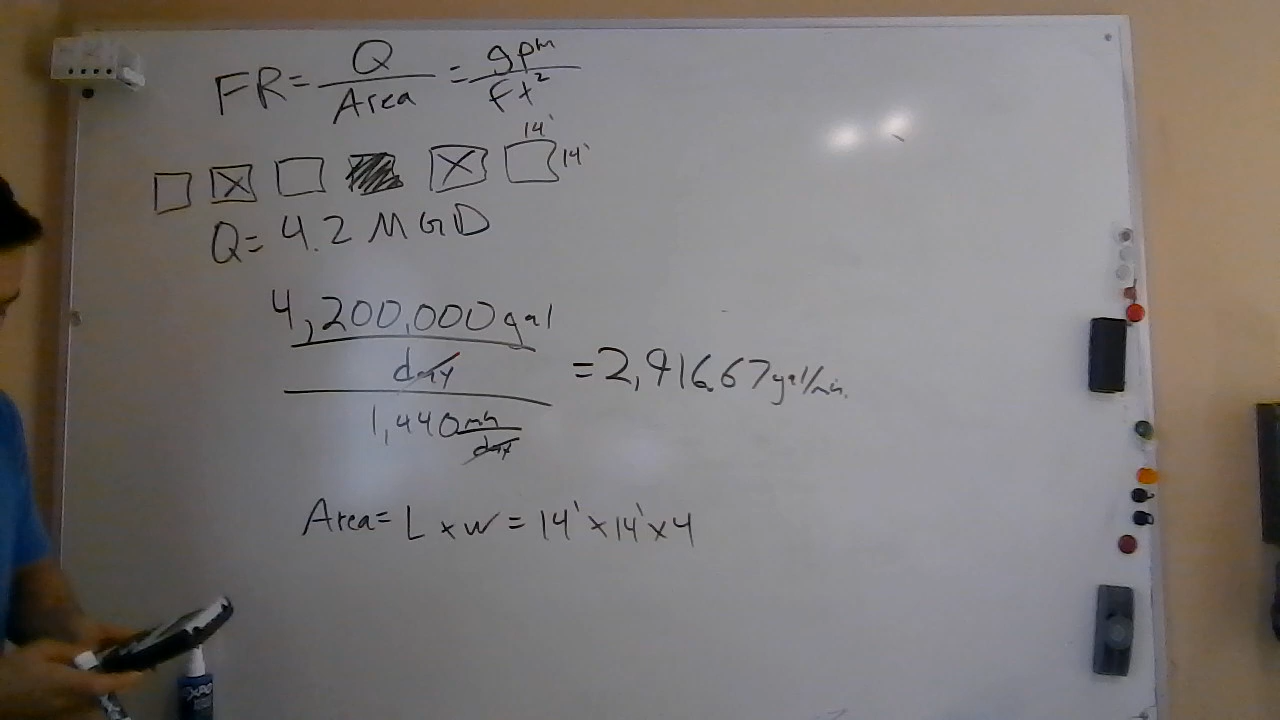 FR = Q / Area = gpm / ft²
14' 14'
Q = 4.2 MGD
4,200,000 gal
day
1,440 min / day
= 2,916.67 gal/min.
Area = L x W = 14' x 14' x 4